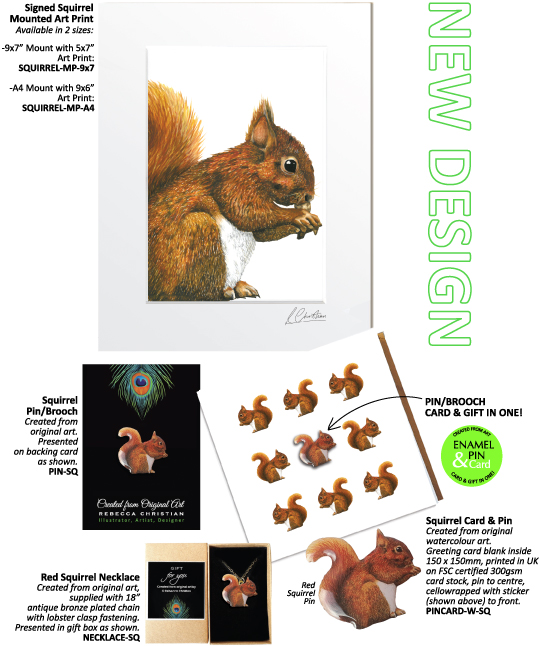 Signed Squirrel
Mounted Art Print
Available in 2 sizes:
-9x7” Mount with 5x7”
Art Print:
SQUIRREL-MP-9x7
-A4 Mount with 9x6”
Art Print:
SQUIRREL-MP-A4
NEW DESIGN
Squirrel
Pin/Brooch
Created from
original art.
Presented
on backing card
as shown.
PIN-SQ
Created from Original Art
REBECCA CHRISTIAN
Illustrator, Artist, Designer
PIN/BROOCH
CARD & GIFT IN ONE!
CREATED FROM ART
ENAMEL
& PIN
Card
CARD & GIFT IN ONE!
Squirrel Card & Pin
Created from original
watercolour art.
Greeting card blank inside
150 x 150mm, printed in UK
on FSC certified 300gsm
card stock, pin to centre,
cellowrapped with sticker
(shown above) to front.
PINCARD-W-SQ
Red
Squirrel
Pin
Red Squirrel Necklace
Created from original art,
supplied with 18”
antique bronze plated chain
with lobster clasp fastening.
Presented in gift box as shown.
NECKLACE-SQ
GIFT
for you